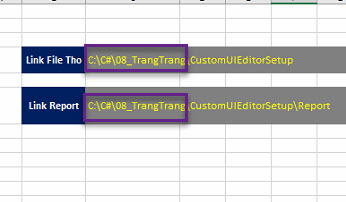 Link File Tho C:\C#\08_TrangTrang\CustomUIEditorSetup
Link Report C:\C#\08_TrangTrang\CustomUIEditorSetup\Report